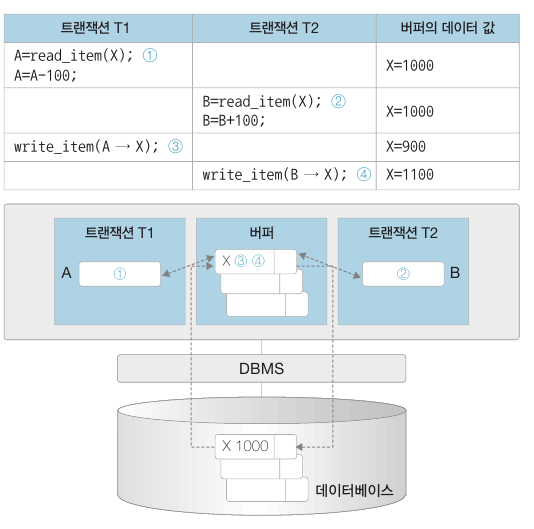 트랜잭션 T1 트랜잭션 T2 버퍼의 데이터 값
A=read_item(X); ①
A=A-100;
X=1000
B=read_item(X); ②
B=B+100;
X=1000
write_item(A → X); ③ X=900
write_item(B → X); ④ X=1100
트랜잭션 T1 버퍼 트랜잭션 T2
A ① X ③ ④ ② B
DBMS
X 1000
데이터베이스